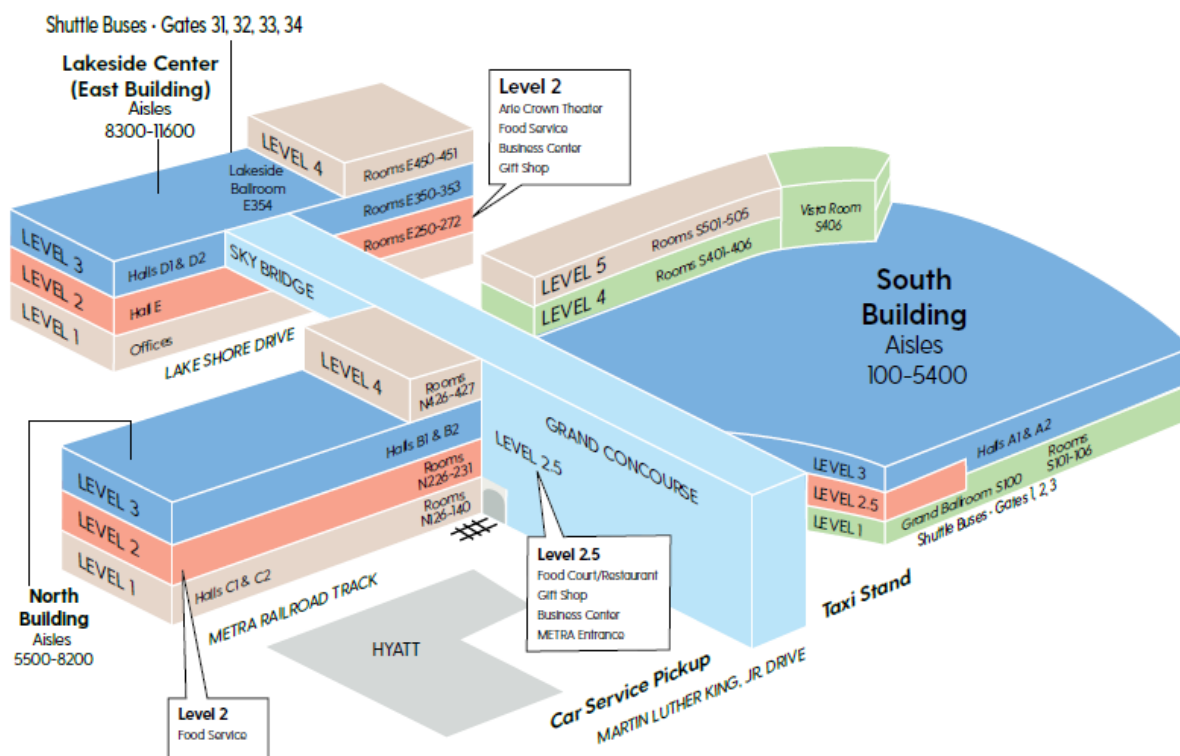 Shuttle Buses · Gates 31, 32, 33, 34
Lakeside Center
(East Building)
Aisles
8300-11600
LEVEL 4
Rooms E450-451
Lakeside
Ballroom
E354
Rooms E350-353
Rooms E250-272
LEVEL 3
Halls D1 & D2
LEVEL 2
Hall E
LEVEL 1
Offices
LAKE SHORE DRIVE
SKY BRIDGE
Level 2
Arie Crown Theater
Food Service
Business Center
Gift Shop
LEVEL 5
Rooms S501-505
LEVEL 4
Rooms S401-406
Vista Room
S406
South
Building
Aisles
100-5400
LEVEL 3
Halls A1 & A2
LEVEL 2.5
LEVEL 1
Grand Ballroom S100
Rooms
S101-106
Shuttle Buses · Gates 1, 2, 3
LEVEL 4
Rooms
N426-427
LEVEL 3
Halls B1 & B2
LEVEL 2
Rooms
N226-231
LEVEL 1
Rooms
N126-140
Halls C1 & C2
METRA RAILROAD TRACK
North
Building
Aisles
5500-8200
Level 2
Food Service
GRAND CONCOURSE
LEVEL 2.5
Level 2.5
Food Court/Restaurant
Gift Shop
Business Center
METRA Entrance
HYATT
Taxi Stand
Car Service Pickup
MARTIN LUTHER KING, JR. DRIVE